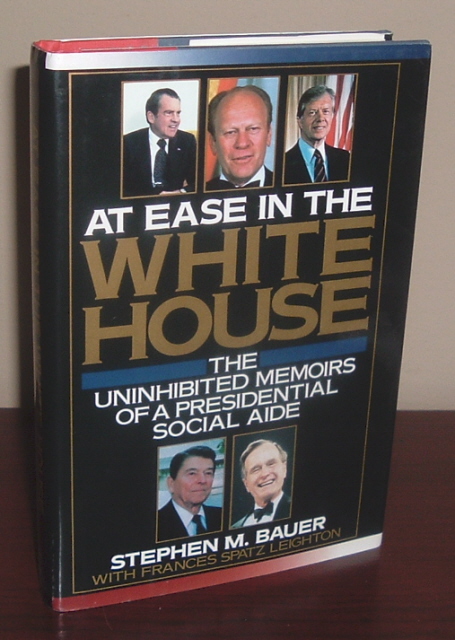 AT EASE IN THE
WHITE
HOUSE
THE
UNINHIBITED MEMOIRS
OF A PRESIDENTIAL
SOCIAL AIDE
STEPHEN M. BAUER
WITH FRANCES SPATZ LEIGHTON